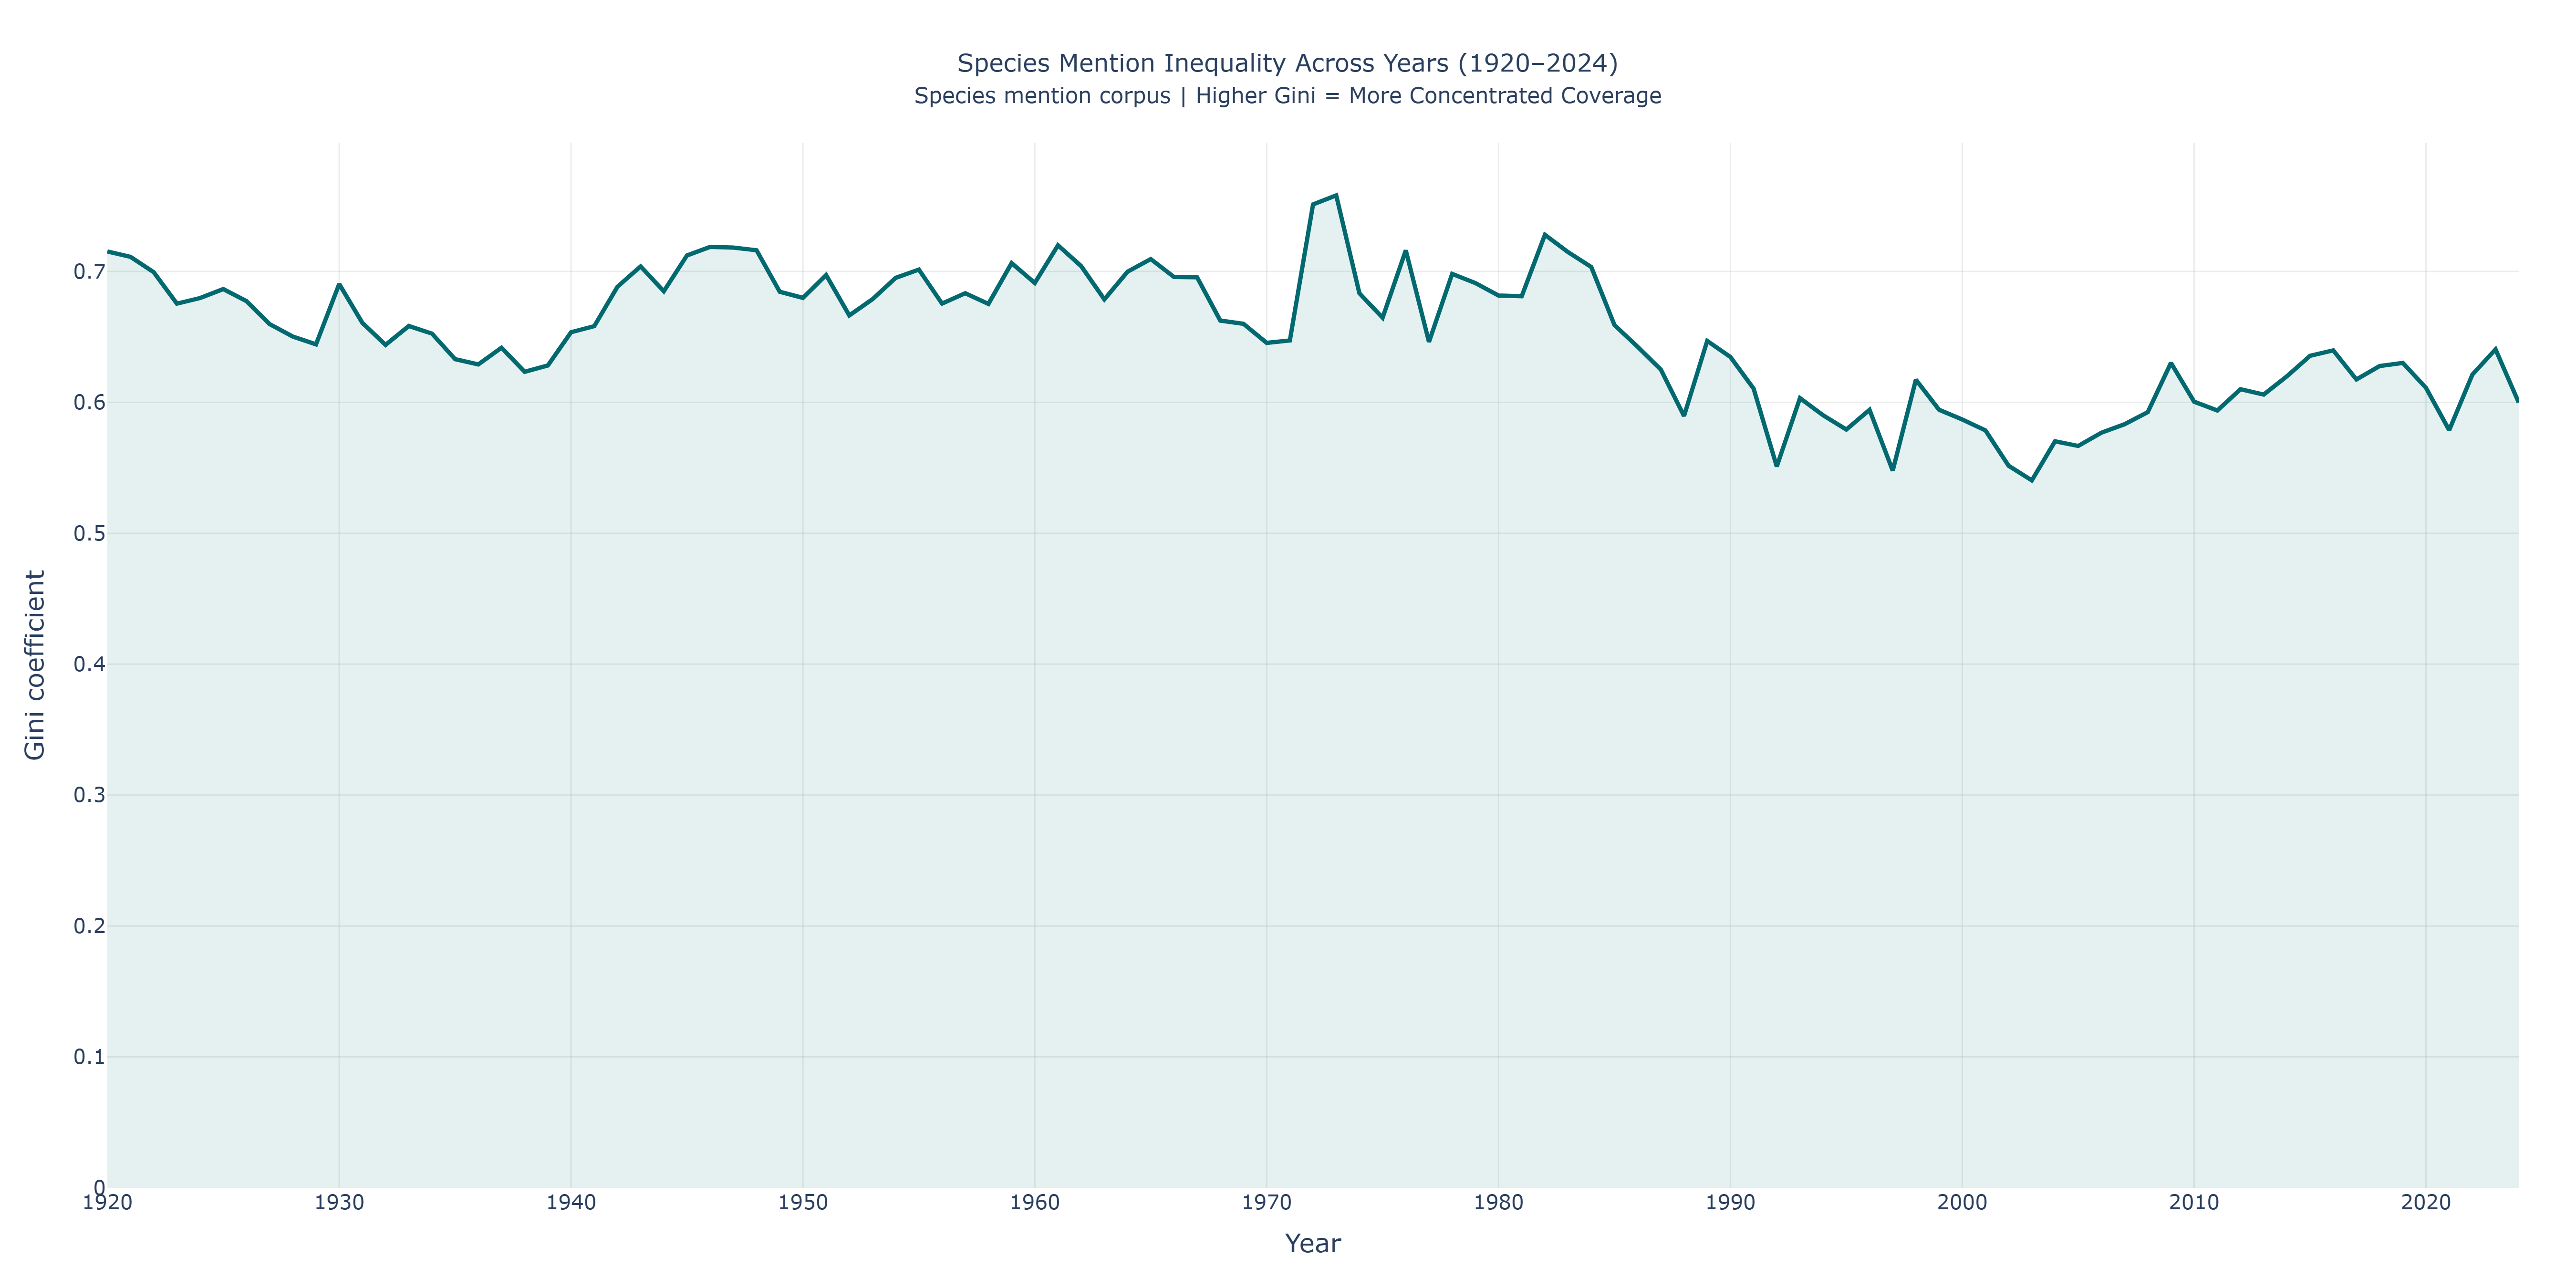 Species Mention Inequality Across Years (1920–2024)
Species mention corpus | Higher Gini = More Concentrated Coverage
Gini coefficient
0.7
0.6
0.5
0.4
0.3
0.2
0.1
0
1920 1930 1940 1950 1960 1970 1980 1990 2000 2010 2020
Year